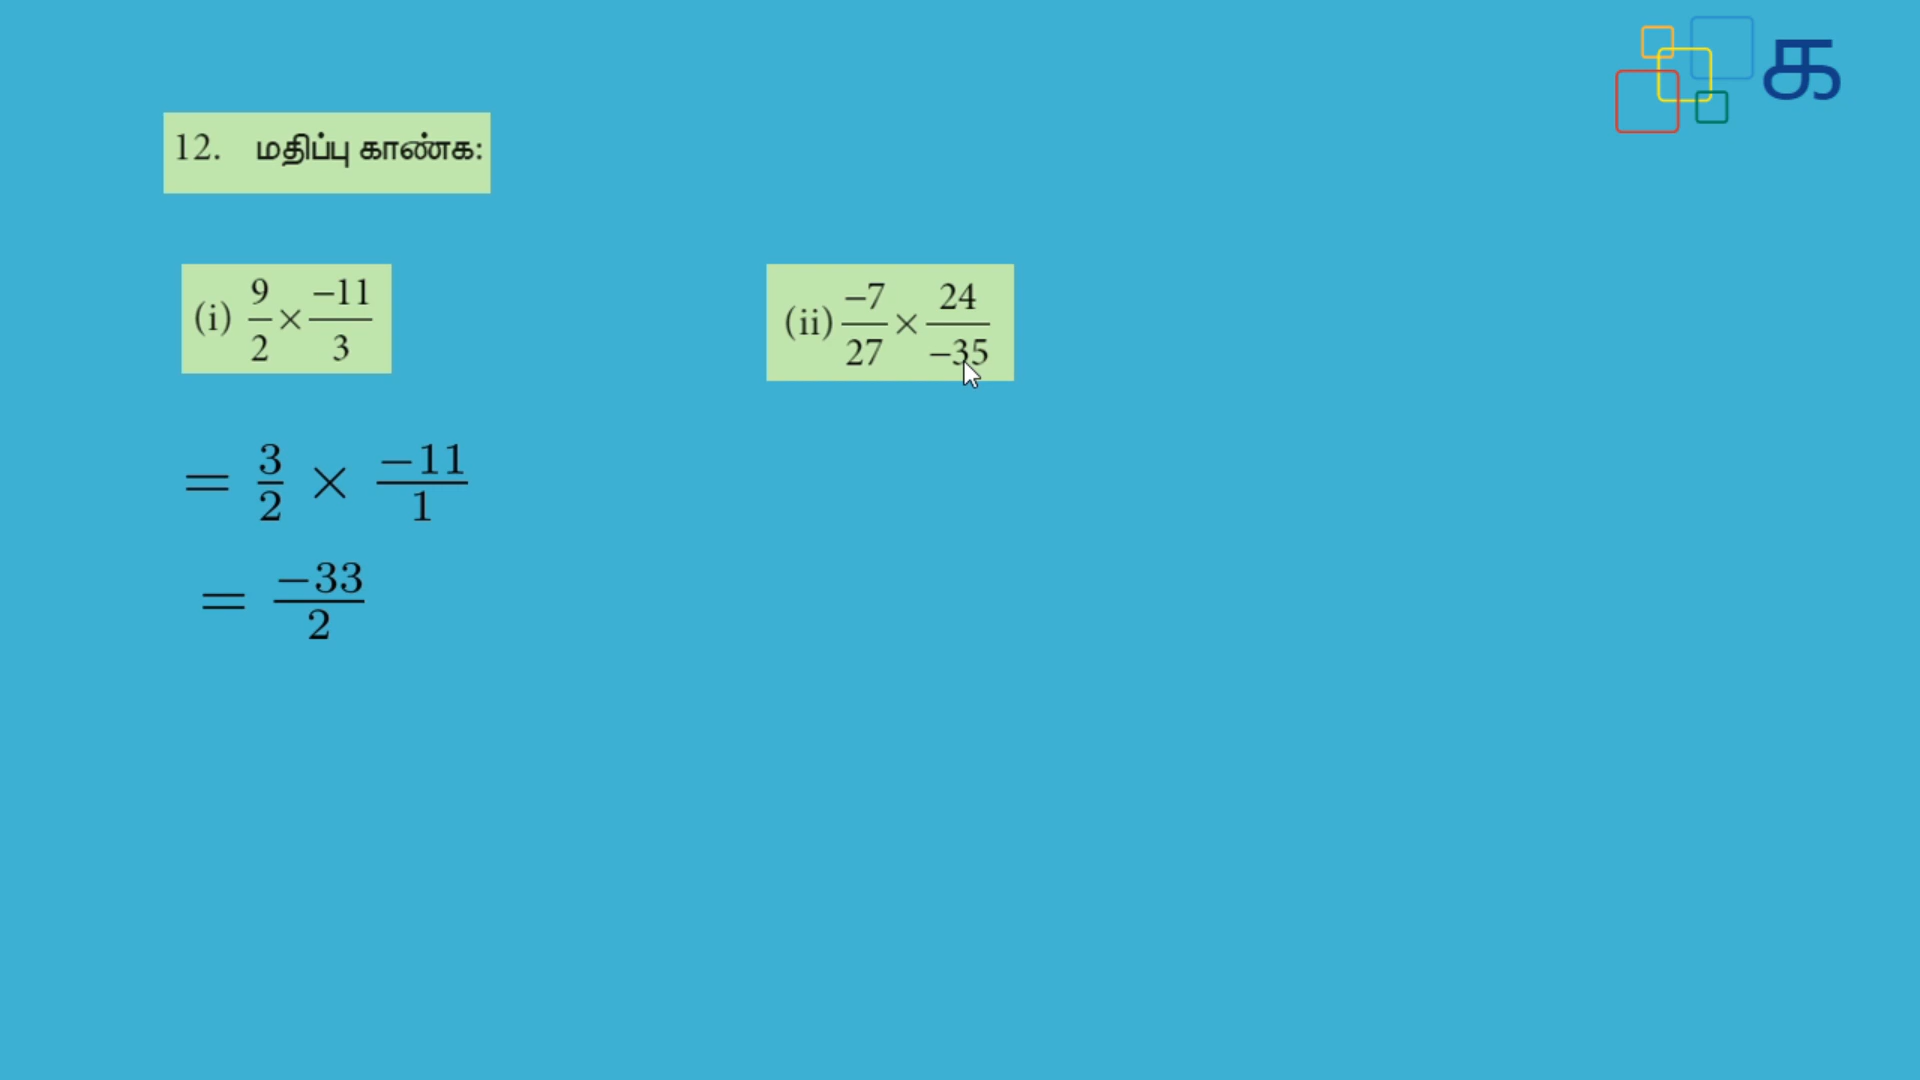 க
12. மதிப்பு காண்க:
(i) 9/2 × −11/3
= 3/2 × −11/1
= −33/2
(ii) −7/27 × 24/−35